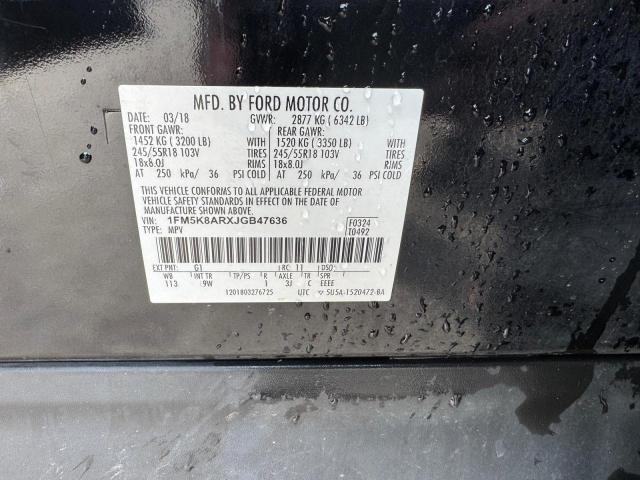 MFD. BY FORD MOTOR CO.
DATE: 03/18 GVWR: 2877 KG ( 6342 LB)
FRONT GAWR: REAR GAWR:
1452 KG ( 3200 LB) WITH 1520 KG ( 3350 LB) WITH
245/55R18 103V TIRES 245/55R18 103V TIRES
18x8.0J RIMS 18x8.0J RIMS
AT 250 kPa/ 36 PSI COLD AT 250 kPa/ 36 PSI COLD
THIS VEHICLE CONFORMS TO ALL APPLICABLE FEDERAL MOTOR
VEHICLE SAFETY STANDARDS IN EFFECT ON THE DATE OF
MANUFACTURE SHOWN ABOVE.
VIN: 1FM5K8ARXJGB47636 F0324
TYPE: MPV T0492
EXT PNT: G1 RC: 11 DSO:
WB INT TR TP/PS R AXLE TR SPR
113 9W 1 3J C EEEE
1201803276725 UTC 5U5A-1520472-BA